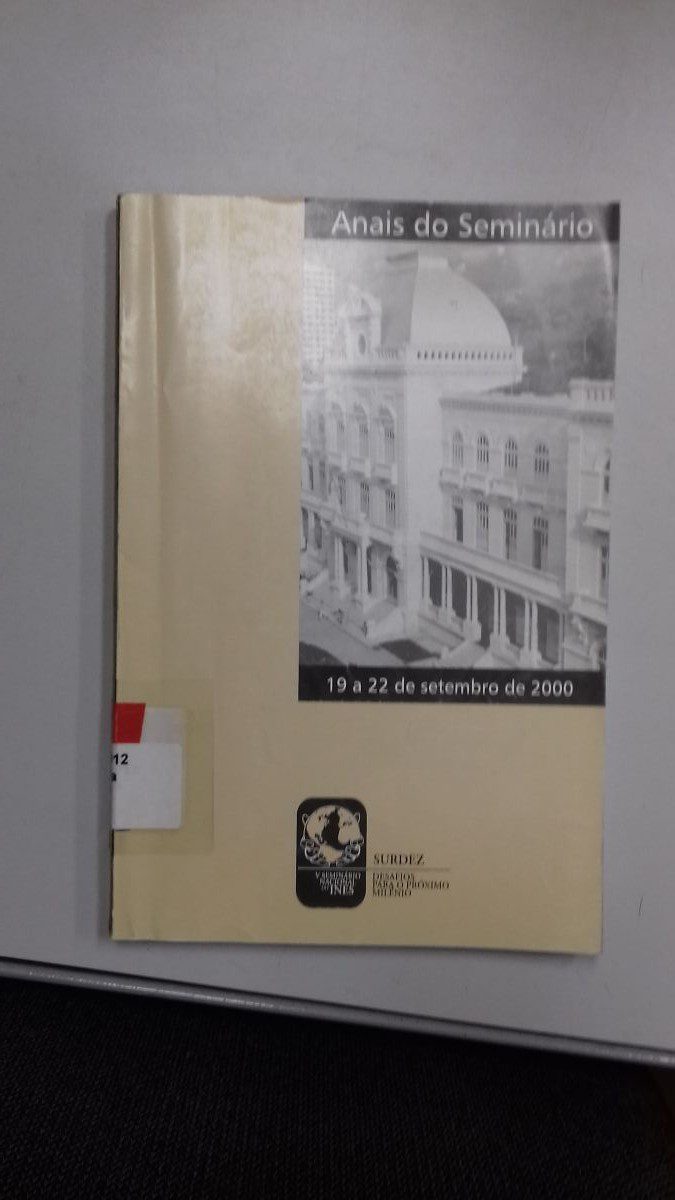 Anais do Seminário
19 a 22 de setembro de 2000
12
a
V SEMINÁRIO
NACIONAL
DO INES
SURDEZ
DESAFIOS
PARA O PRÓXIMO
MILÊNIO